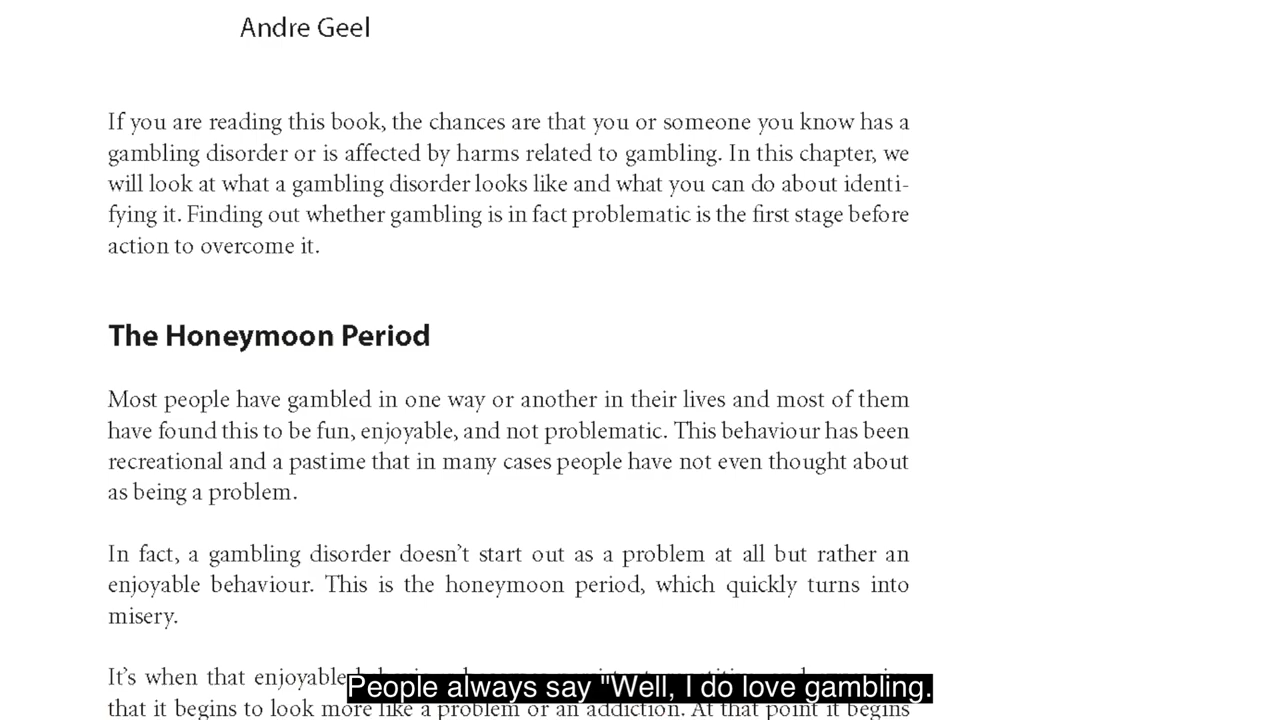 Andre Geel
If you are reading this book, the chances are that you or someone you know has a
gambling disorder or is affected by harms related to gambling. In this chapter, we
will look at what a gambling disorder looks like and what you can do about identi-
fying it. Finding out whether gambling is in fact problematic is the first stage before
action to overcome it.
The Honeymoon Period
Most people have gambled in one way or another in their lives and most of them
have found this to be fun, enjoyable, and not problematic. This behaviour has been
recreational and a pastime that in many cases people have not even thought about
as being a problem.
In fact, a gambling disorder doesn't start out as a problem at all but rather an
enjoyable behaviour. This is the honeymoon period, which quickly turns into
misery.
It's when that enjoyable
People always say "Well, I do love gambling.
that it begins to look more like a problem or an addiction. At that point it begins